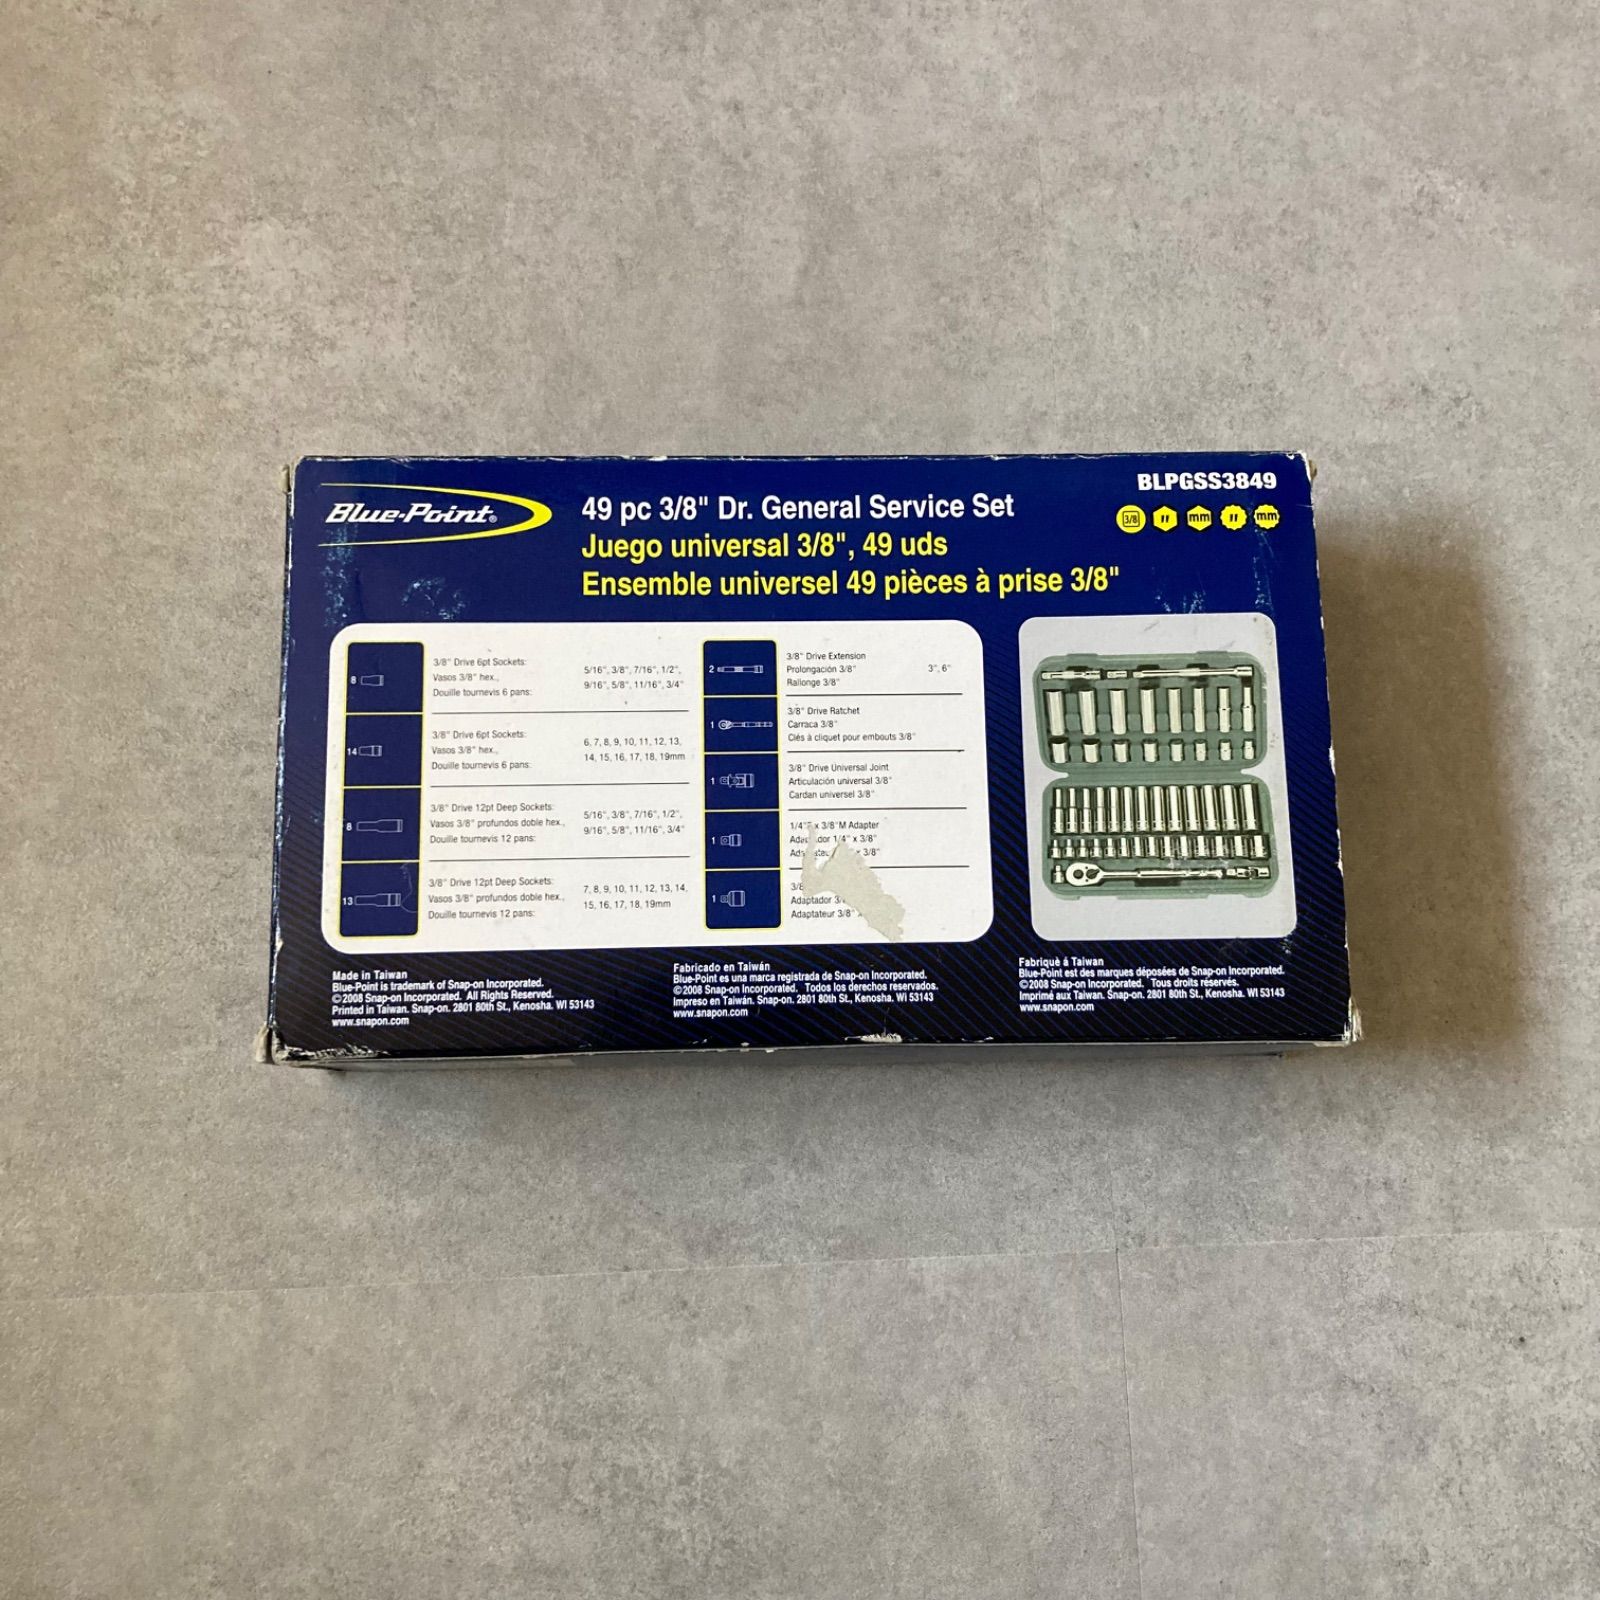 Blue-Point®
49 pc 3/8" Dr. General Service Set
Juego universal 3/8", 49 uds
Ensemble universel 49 pièces à prise 3/8"
BLPGSS3849
3/8 " mm " mm
8
3/8" Drive 6pt Sockets:
Vasos 3/8" hex.,
Douille tournevis 6 pans:
5/16", 3/8", 7/16", 1/2",
9/16", 5/8", 11/16", 3/4"
14
3/8" Drive 6pt Sockets:
Vasos 3/8" hex.,
Douille tournevis 6 pans:
6, 7, 8, 9, 10, 11, 12, 13,
14, 15, 16, 17, 18, 19mm
8
3/8" Drive 12pt Deep Sockets:
Vasos 3/8" profundos doble hex.,
Douille tournevis 12 pans:
5/16", 3/8", 7/16", 1/2",
9/16", 5/8", 11/16", 3/4"
13
3/8" Drive 12pt Deep Sockets:
Vasos 3/8" profundos doble hex.,
Douille tournevis 12 pans:
7, 8, 9, 10, 11, 12, 13, 14,
15, 16, 17, 18, 19mm
2
3/8" Drive Extension
Prolongación 3/8"
Rallonge 3/8"
3", 6"
1
3/8" Drive Ratchet
Carraca 3/8"
Clés à cliquet pour embouts 3/8"
1
3/8" Drive Universal Joint
Articulación universal 3/8"
Cardan universel 3/8"
1
x 3/8"M Adapter
1/4" x 3/8"
x 3/8"
1
3/8
Adaptador
Adaptateur 3/8"
Made in Taiwan
Blue-Point is trademark of Snap-on Incorporated.
©2008 Snap-on Incorporated. All Rights Reserved.
Printed in Taiwan. Snap-on. 2801 80th St., Kenosha. WI 53143
www.snapon.com
Fabricado en Taiwán
Blue-Point es una marca registrada de Snap-on Incorporated.
©2008 Snap-on Incorporated. Todos los derechos reservados.
Impreso en Taiwán. Snap-on. 2801 80th St., Kenosha. WI 53143
www.snapon.com
Fabriqué á Taiwan
Blue-Point est des marques déposées de Snap-on Incorporated.
©2008 Snap-on Incorporated. Tous droits réservés.
Imprimé aux Taiwan. Snap-on. 2801 80th St., Kenosha. WI 53143
www.snapon.com